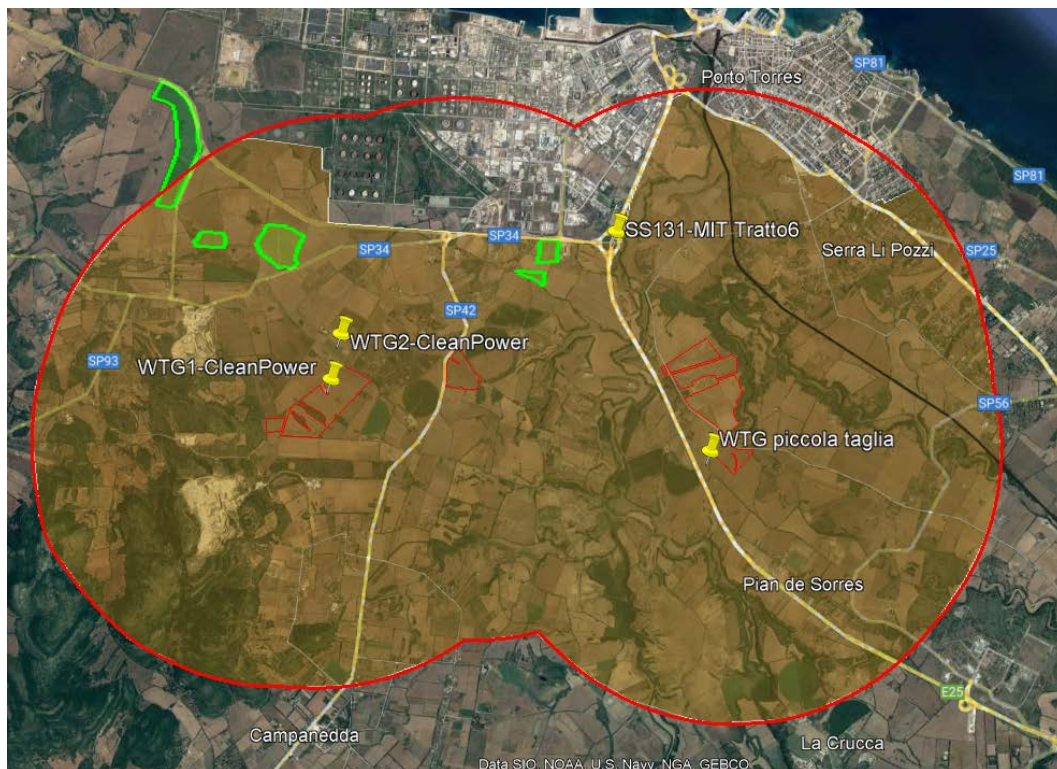 Porto Torres
SP81
SP81
SS131-MIT Tratto6
SP34
SP34
Serra Li Pozzi
SP25
SP42
WTG2-CleanPower
SP93
WTG1-CleanPower
SP56
WTG piccola taglia
Pian de Sorres
E25
Campanedda
La Crucca
Data SIO, NOAA, U.S. Navy, NGA, GEBCO